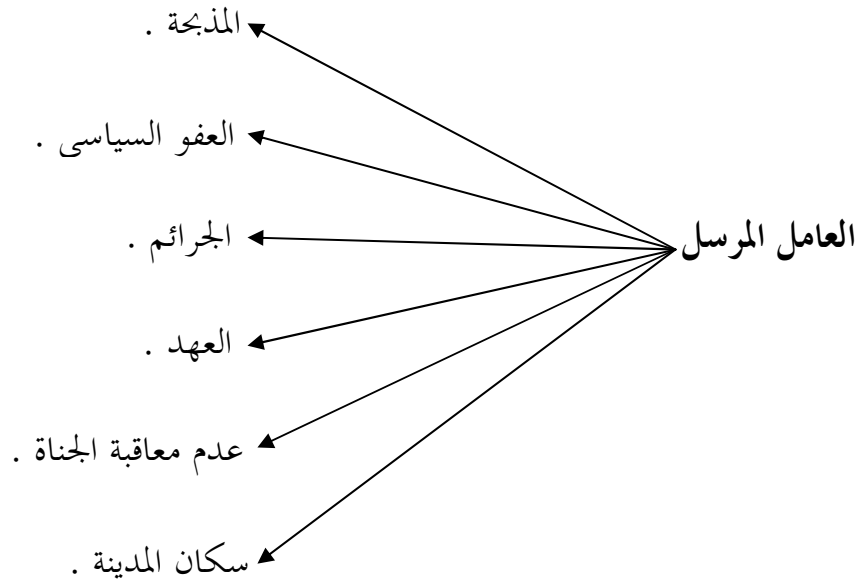 العامل المرسل
المذبحة .
العفو السياسى .
الجرائم .
العهد .
عدم معاقبة الجناة .
سكان المدينة .